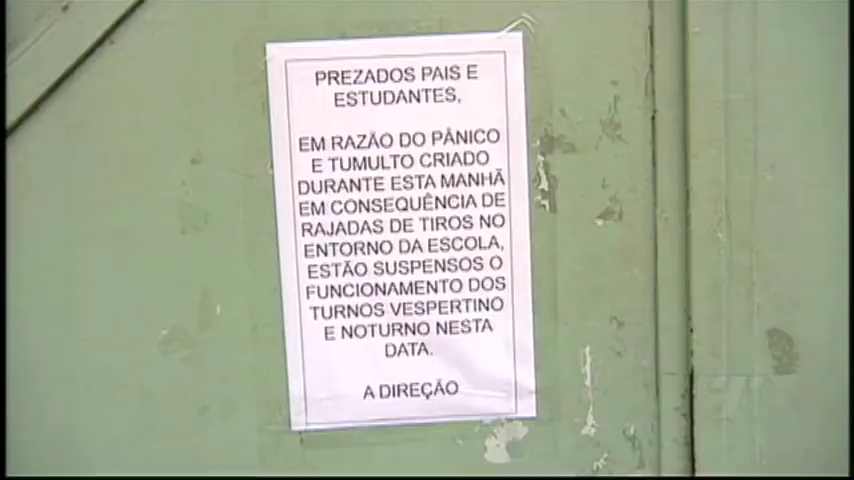 PREZADOS PAIS E
ESTUDANTES,
EM RAZÃO DO PÂNICO
E TUMULTO CRIADO
DURANTE ESTA MANHÃ
EM CONSEQUÊNCIA DE
RAJADAS DE TIROS NO
ENTORNO DA ESCOLA,
ESTÃO SUSPENSOS O
FUNCIONAMENTO DOS
TURNOS VESPERTINO
E NOTURNO NESTA
DATA.
A DIREÇÃO